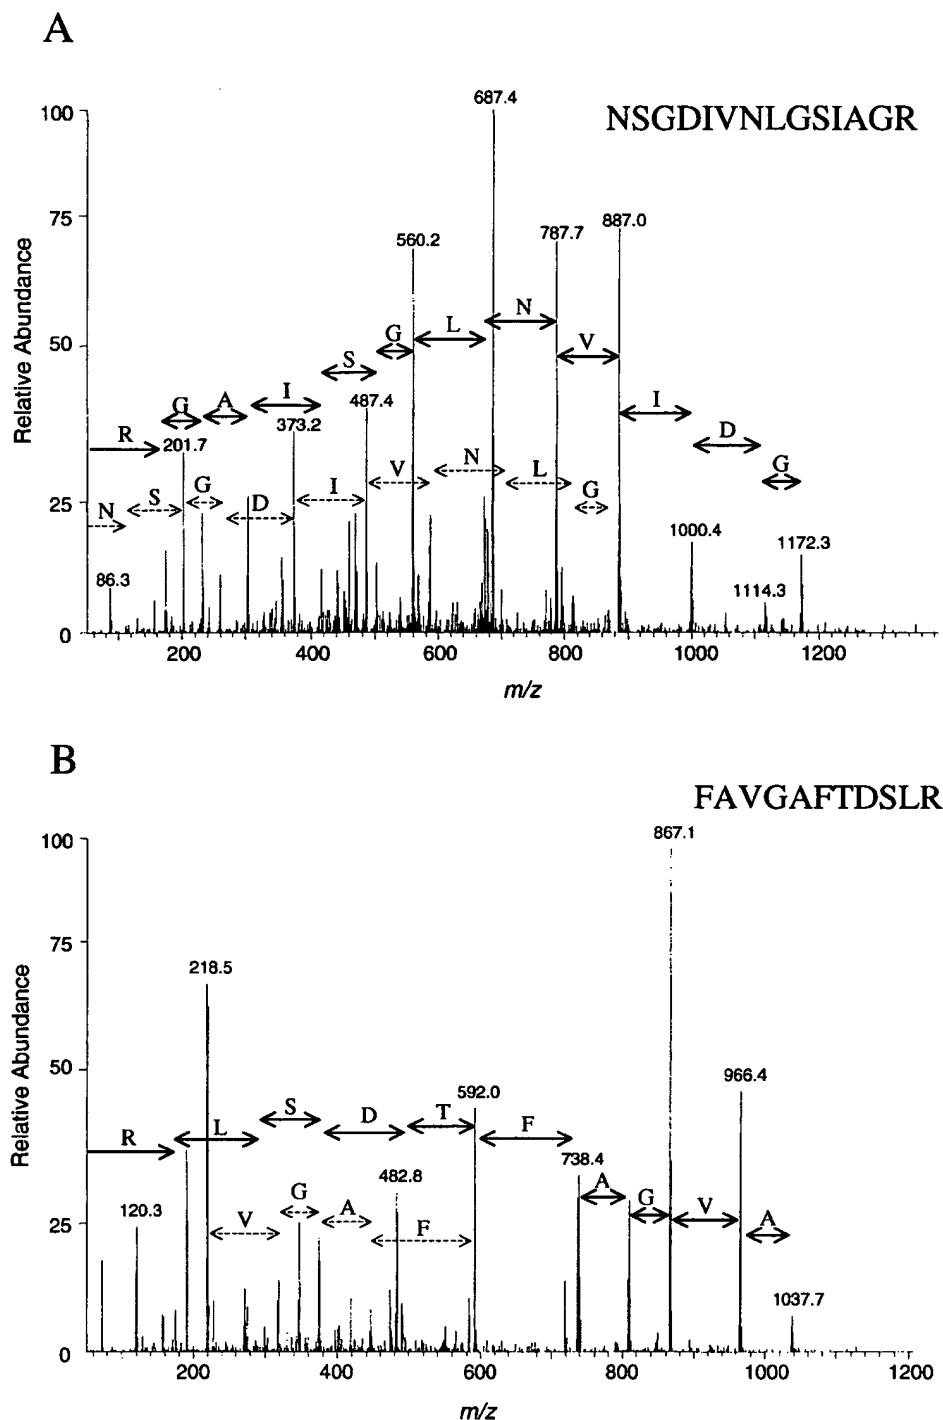 A
NSGDIVNLGSIAGR
Relative Abundance
100
75
50
25
0
687.4
887.0
787.7
560.2
N
L
G
V
S
I
A
I
G
487.4
373.2
D
R
201.7
G
N
V
L
I
G
S
D
G
N
1000.4
1172.3
1114.3
86.3
200 400 600 800 1000 1200
m/z
B
FAVGAFTDSLR
Relative Abundance
100
75
50
25
0
867.1
218.5
966.4
592.0
S
D
T
R
L
F
738.4
482.8
A
G
G
V
A
A
V
F
120.3
1037.7
200 400 600 800 1000 1200
m/z